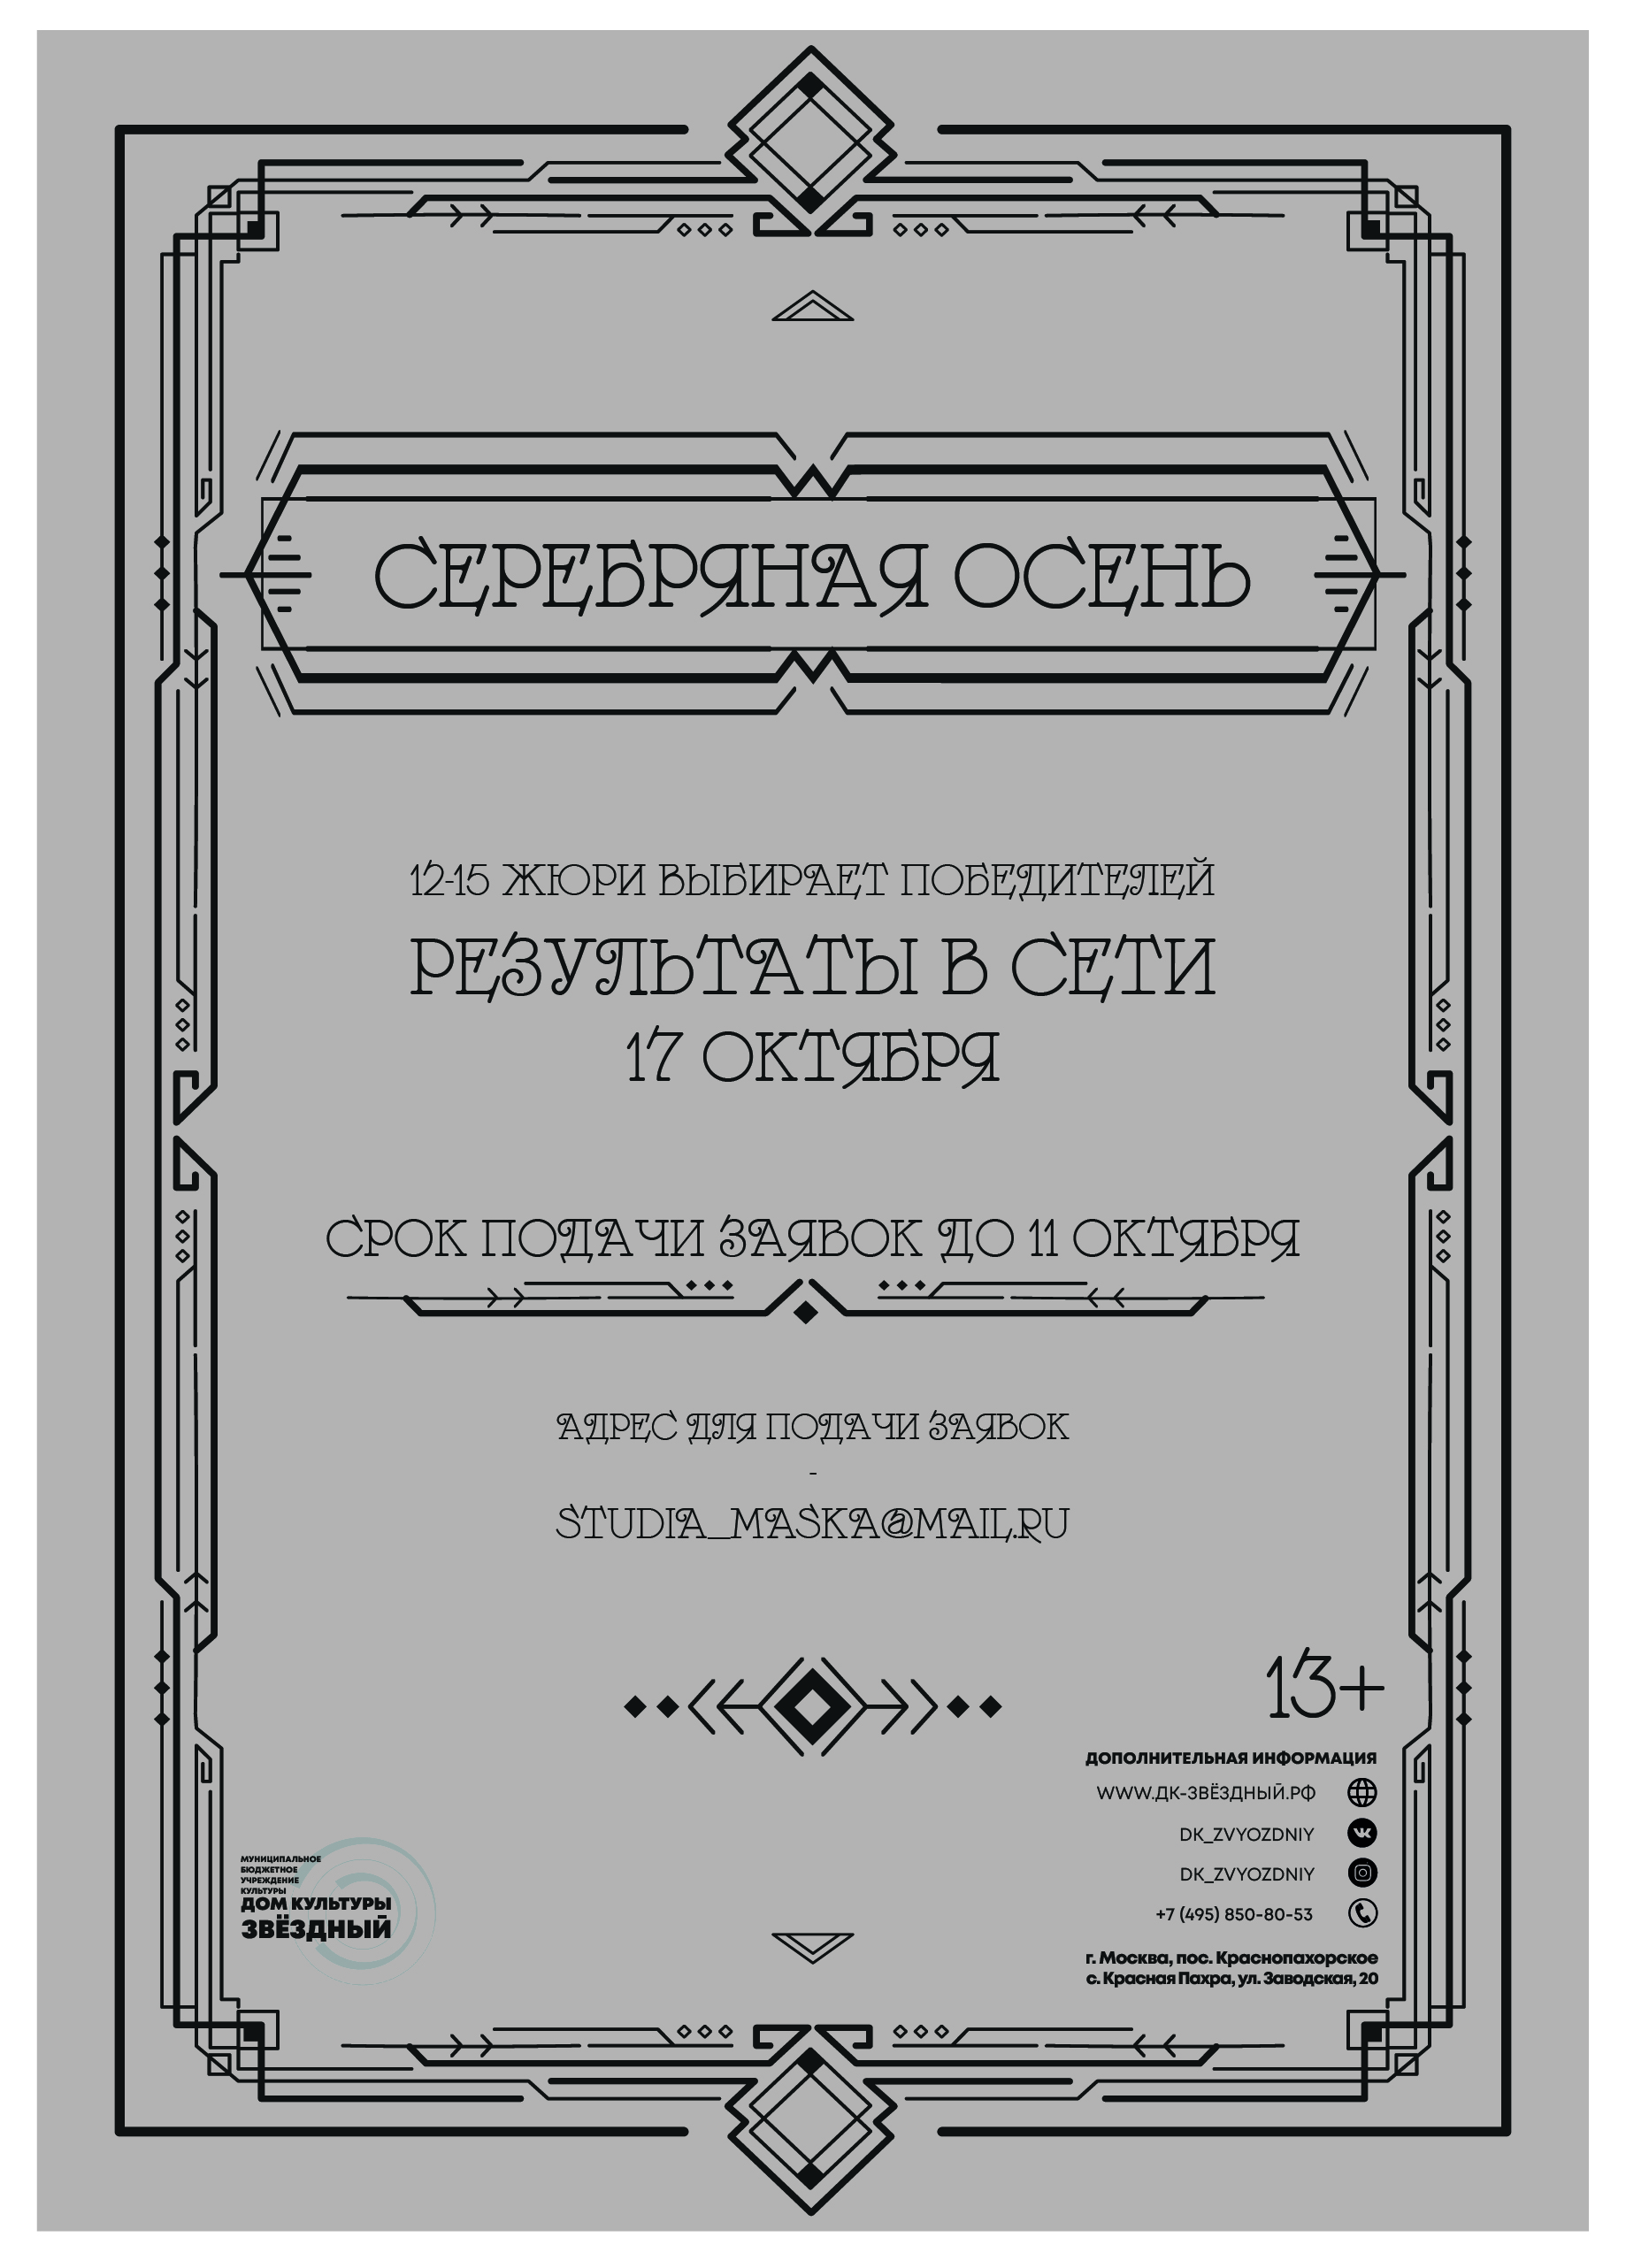 СЕРЕБРЯНАЯ ОСЕНЬ
12-15 ЖЮРИ ВЫБИРАЕТ ПОБЕДИТЕЛЕЙ
РЕЗУЛЬТАТЫ В СЕТИ
17 ОКТЯБРЯ
СРОК ПОДАЧИ ЗАЯВОК ДО 11 ОКТЯБРЯ
АДРЕС ДЛЯ ПОДАЧИ ЗАЯВОК
-
STUDIA_MASKA@MAIL.RU
13+
ДОПОЛНИТЕЛЬНАЯ ИНФОРМАЦИЯ
WWW.ДК-ЗВЁЗДНЫЙ.РФ
DK_ZVYOZDNIY
DK_ZVYOZDNIY
+7 (495) 850-80-53
г. Москва, пос. Краснопахорское
с. Красная Пахра, ул. Заводская, 20
МУНИЦИПАЛЬНОЕ
БЮДЖЕТНОЕ
УЧРЕЖДЕНИЕ
КУЛЬТУРЫ
ДОМ КУЛЬТУРЫ
ЗВЁЗДНЫЙ